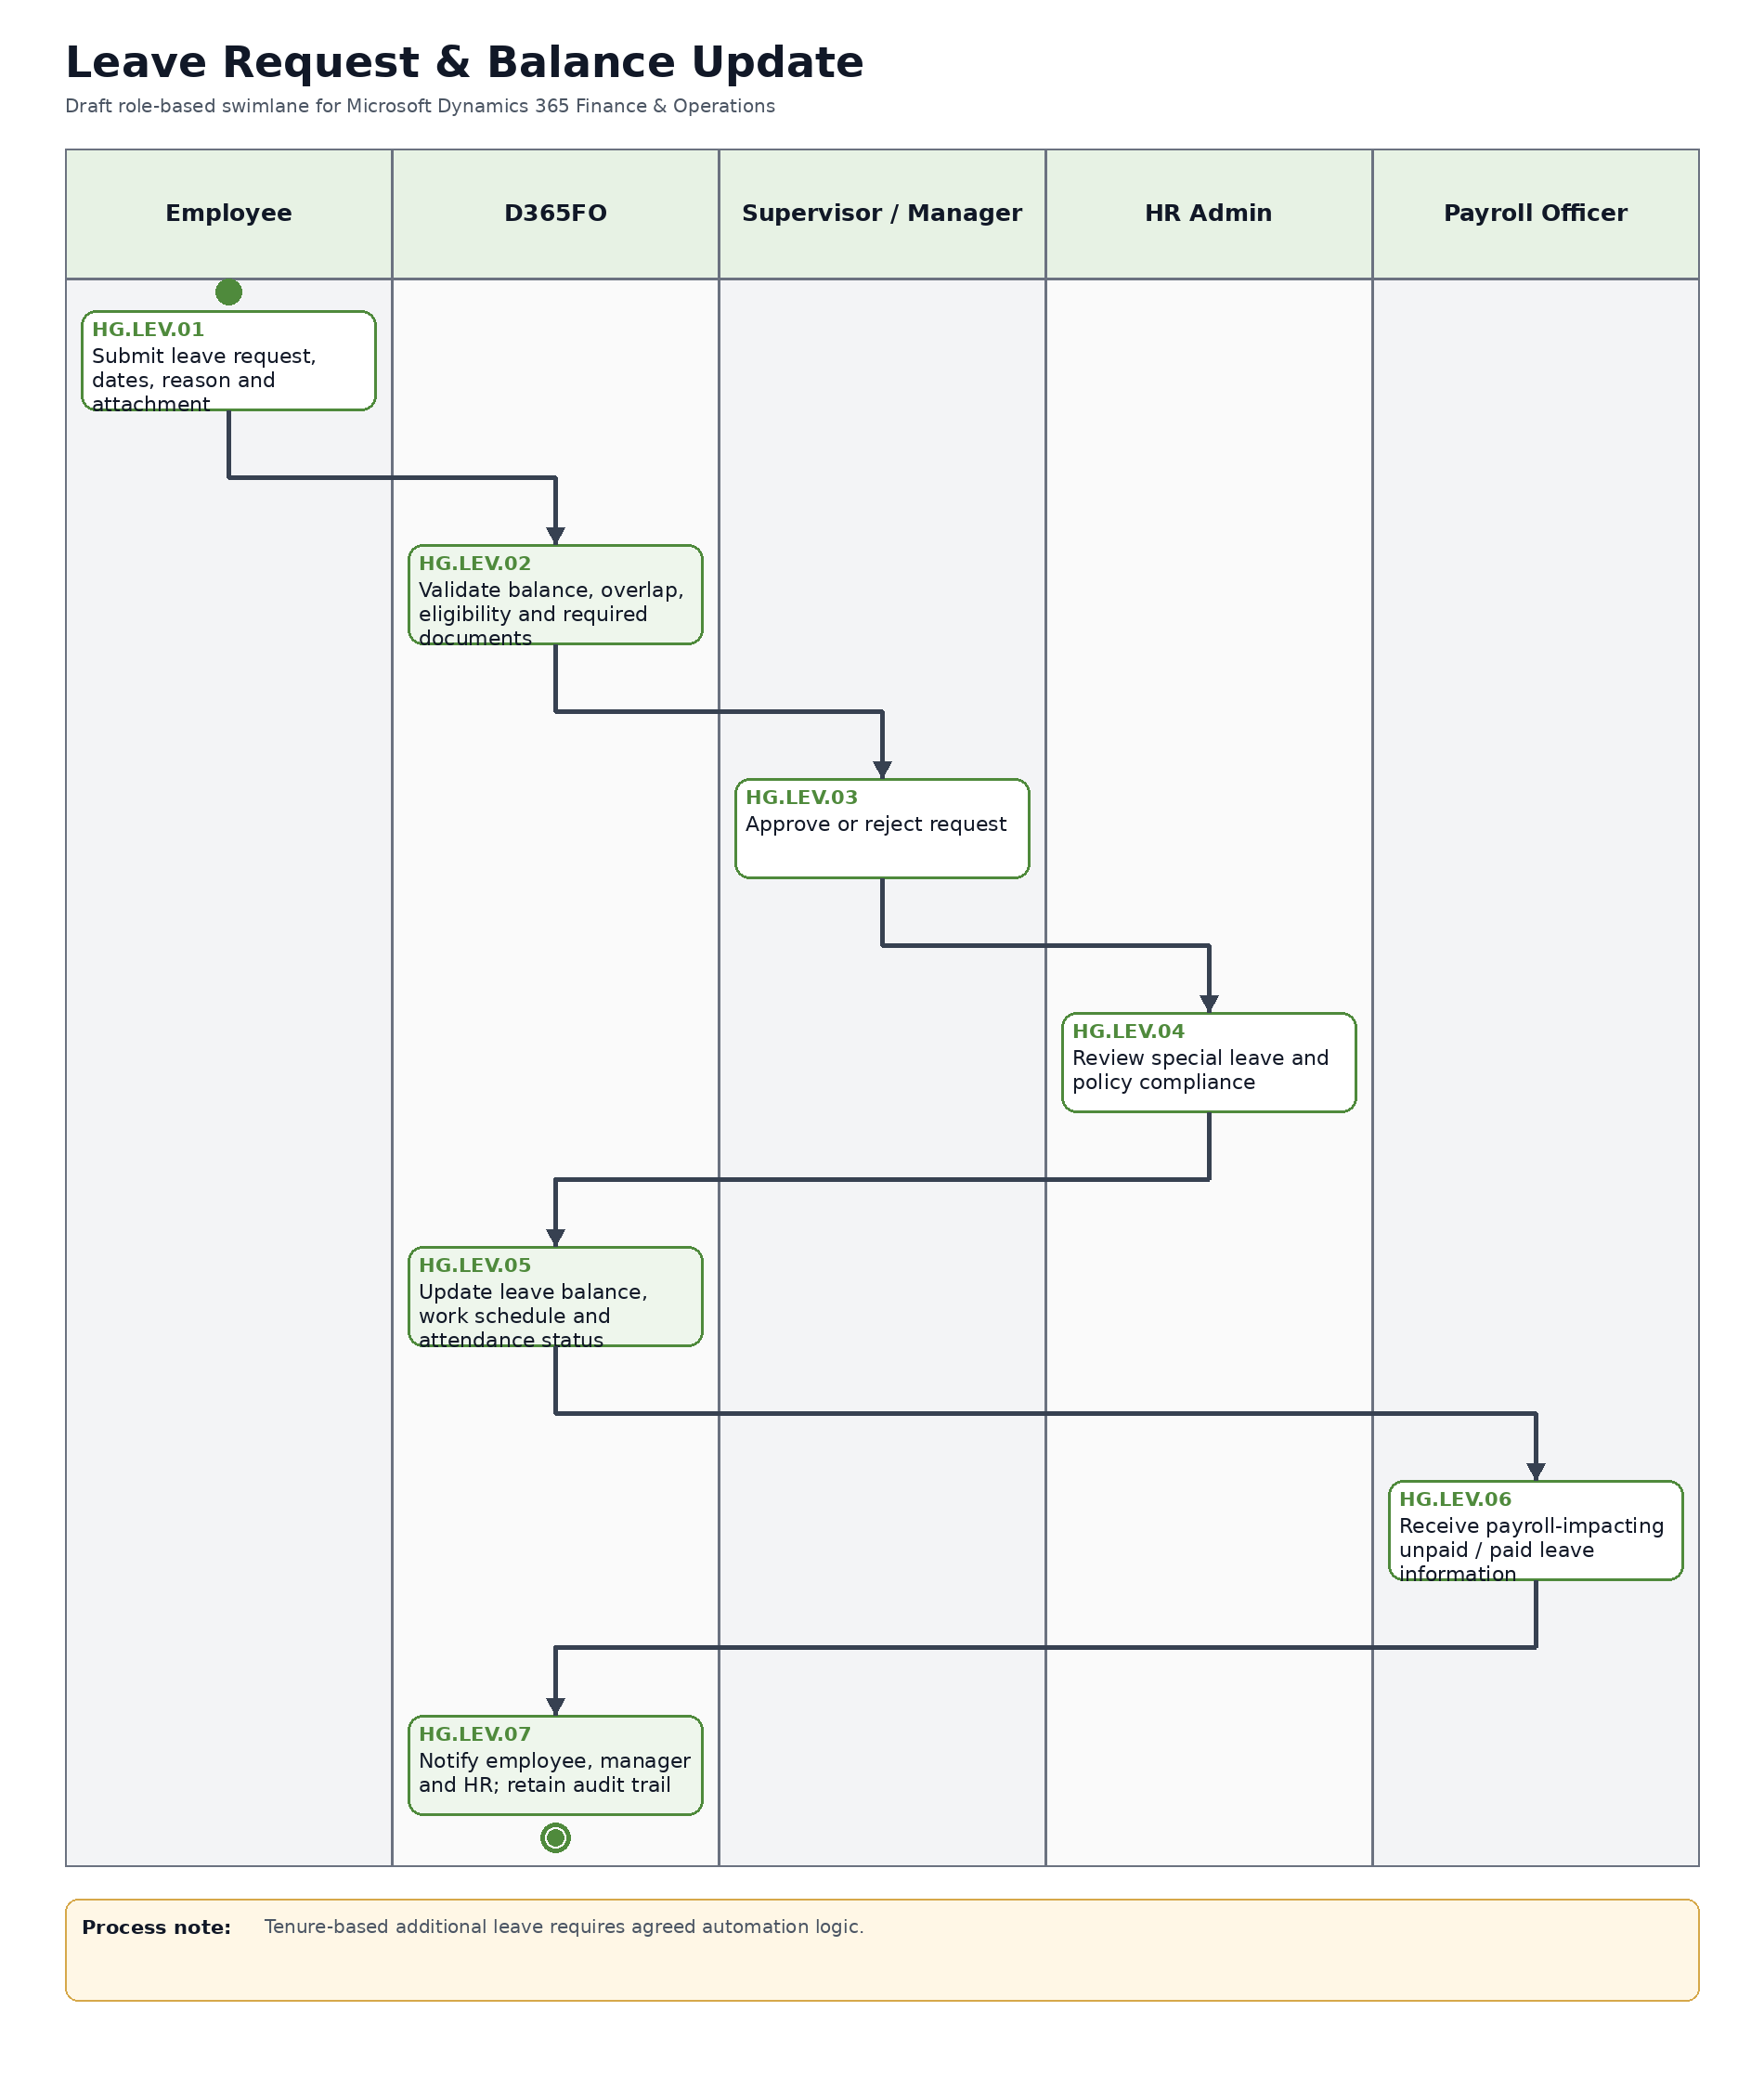 Leave Request & Balance Update
Draft role-based swimlane for Microsoft Dynamics 365 Finance & Operations
Employee
D365FO
Supervisor / Manager
HR Admin
Payroll Officer
HG.LEV.01
Submit leave request,
dates, reason and
attachment
HG.LEV.02
Validate balance, overlap,
eligibility and required
documents
HG.LEV.03
Approve or reject request
HG.LEV.04
Review special leave and
policy compliance
HG.LEV.05
Update leave balance,
work schedule and
attendance status
HG.LEV.06
Receive payroll-impacting
unpaid / paid leave
information
HG.LEV.07
Notify employee, manager
and HR; retain audit trail
Process note: Tenure-based additional leave requires agreed automation logic.